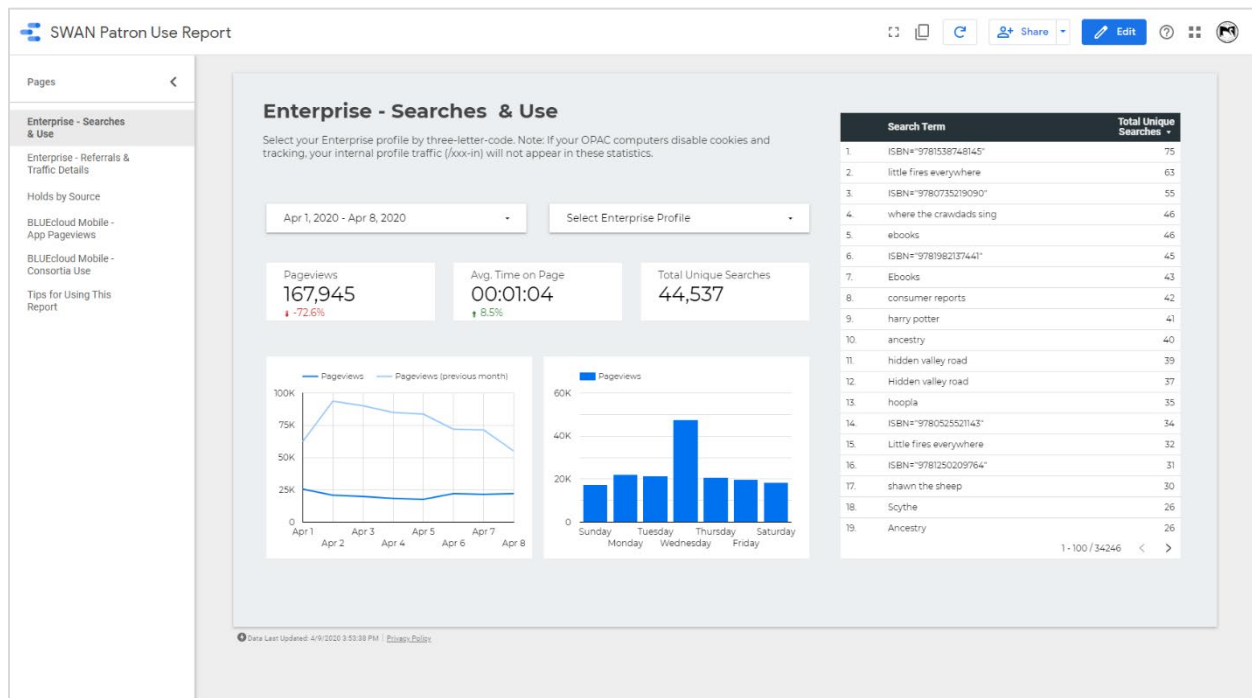 SWAN Patron Use Report
Share
Edit
Pages
Enterprise - Searches
& Use
Enterprise - Referrals &
Traffic Details
Holds by Source
BLUEcloud Mobile -
App Pageviews
BLUEcloud Mobile -
Consortia Use
Tips for Using This
Report
Enterprise - Searches & Use
Select your Enterprise profile by three-letter-code. Note: If your OPAC computers disable cookies and
tracking, your internal profile traffic (/xxx-in) will not appear in these statistics.
Apr 1, 2020 - Apr 8, 2020
Select Enterprise Profile
Pageviews
167,945
-72.6%
Avg. Time on Page
00:01:04
8.5%
Total Unique Searches
44,537
Pageviews Pageviews (previous month)
100K
75K
50K
25K
0
Apr 1 Apr 3 Apr 5 Apr 7
Apr 2 Apr 4 Apr 6 Apr 8
Pageviews
60K
40K
20K
0
Sunday Tuesday Thursday Saturday
Monday Wednesday Friday
Search Term Total Unique
Searches
1. ISBN="9781538748145" 75
2. little fires everywhere 63
3. ISBN="9780735219090" 55
4. where the crawdads sing 46
5. ebooks 46
6. ISBN="9781982137441" 45
7. Ebooks 43
8. consumer reports 42
9. harry potter 41
10. ancestry 40
11. hidden valley road 39
12. Hidden valley road 37
13. hoopla 35
14. ISBN="9780525521143" 34
15. Little fires everywhere 32
16. ISBN="9781250209764" 31
17. shawn the sheep 30
18. Scythe 26
19. Ancestry 26
1 - 100 / 34246
Data Last Updated: 4/9/2020 3:53:38 PM Privacy Policy